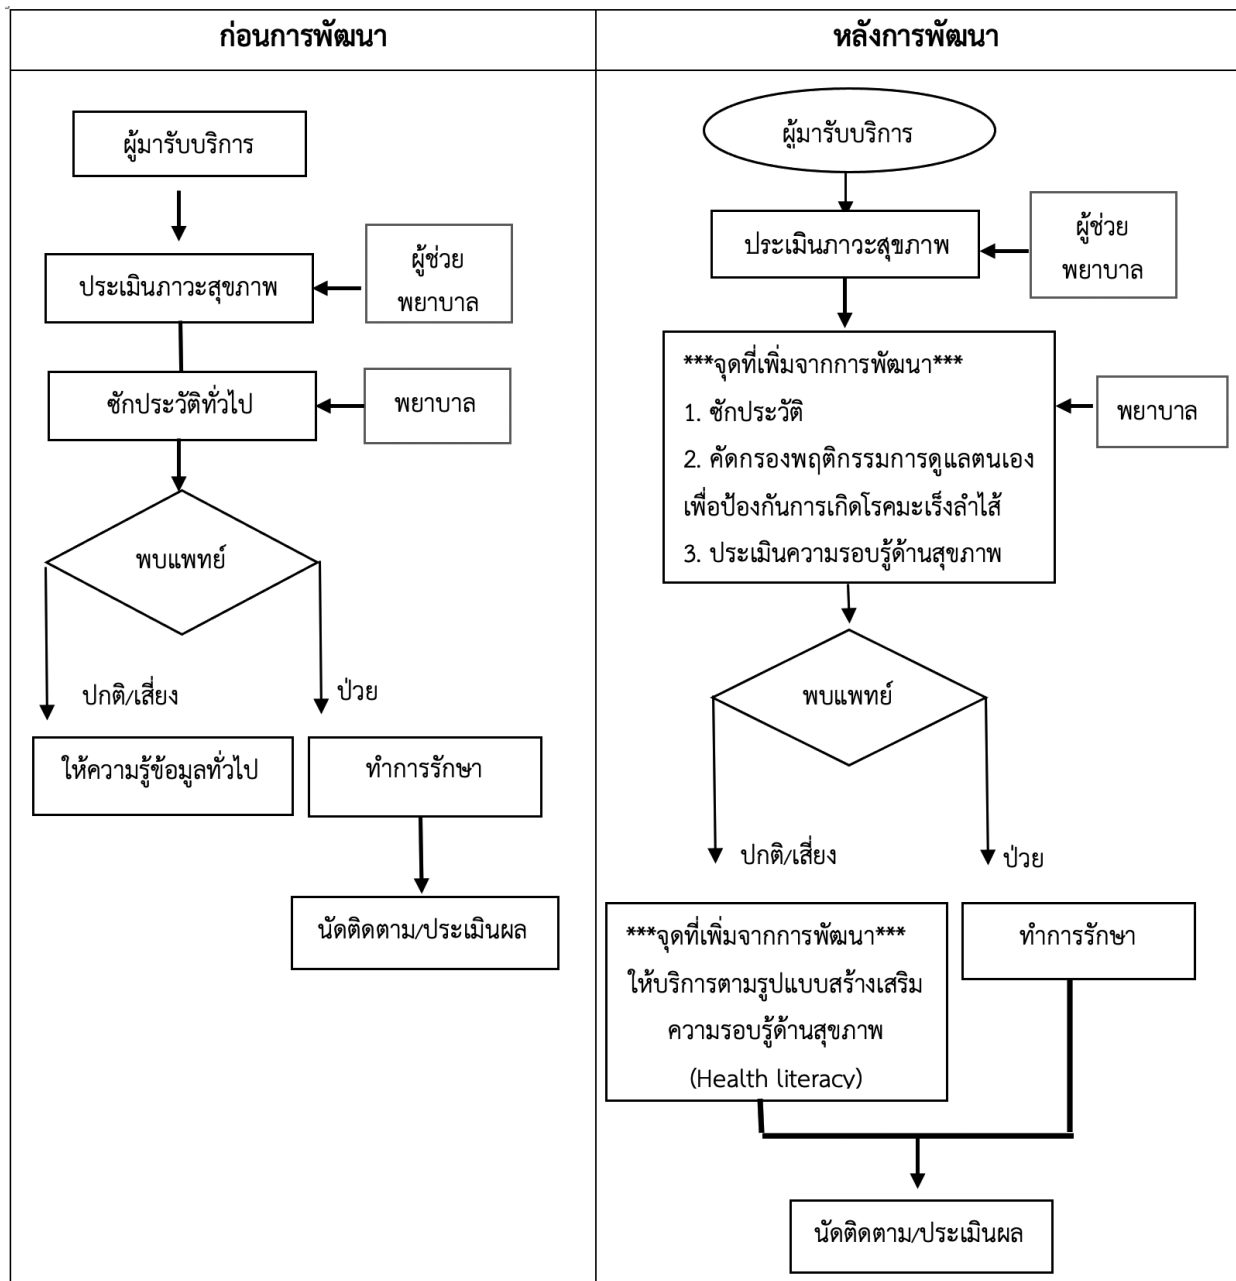 ก่อนการพัฒนา
ผู้มารับบริการ
ประเมินภาวะสุขภาพ
ผู้ช่วย
พยาบาล
ซักประวัติทั่วไป
พยาบาล
พบแพทย์
ปกติ/เสี่ยง
ป่วย
ให้ความรู้ข้อมูลทั่วไป
ทำการรักษา
นัดติดตาม/ประเมินผล
หลังการพัฒนา
ผู้มารับบริการ
ประเมินภาวะสุขภาพ
ผู้ช่วย
พยาบาล
***จุดที่เพิ่มจากการพัฒนา***
1. ซักประวัติ
2. คัดกรองพฤติกรรมการดูแลตนเอง
เพื่อป้องกันการเกิดโรคมะเร็งลำไส้
3. ประเมินความรอบรู้ด้านสุขภาพ
พยาบาล
พบแพทย์
ปกติ/เสี่ยง
ป่วย
***จุดที่เพิ่มจากการพัฒนา***
ให้บริการตามรูปแบบสร้างเสริม
ความรอบรู้ด้านสุขภาพ
(Health literacy)
ทำการรักษา
นัดติดตาม/ประเมินผล